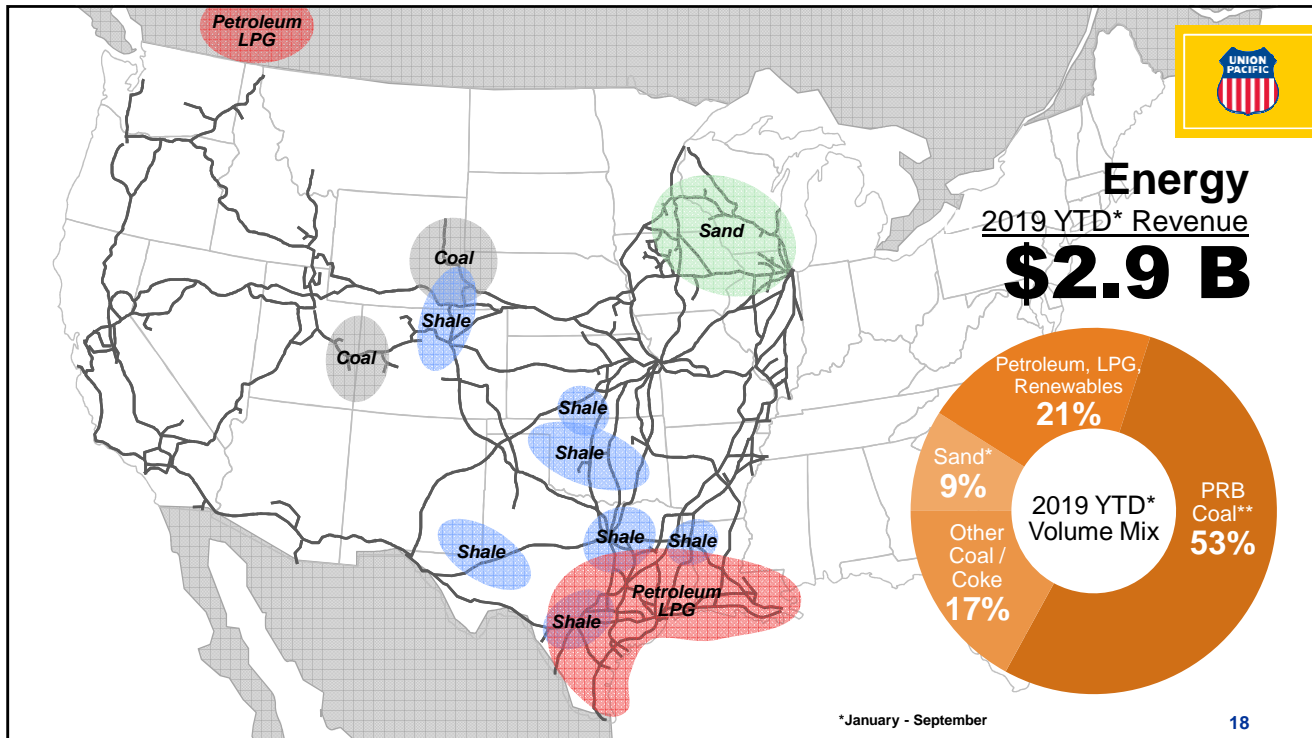 Petroleum
LPG
UNION
PACIFIC
Energy
2019 YTD* Revenue
$2.9 B
Sand
Coal
Shale
Coal
Shale
Shale
Shale
Shale
Shale
Petroleum
LPG
Shale
Petroleum, LPG,
Renewables
21%
Sand*
9%
2019 YTD*
Volume Mix
PRB
Coal**
53%
Other
Coal /
Coke
17%
*January - September
18